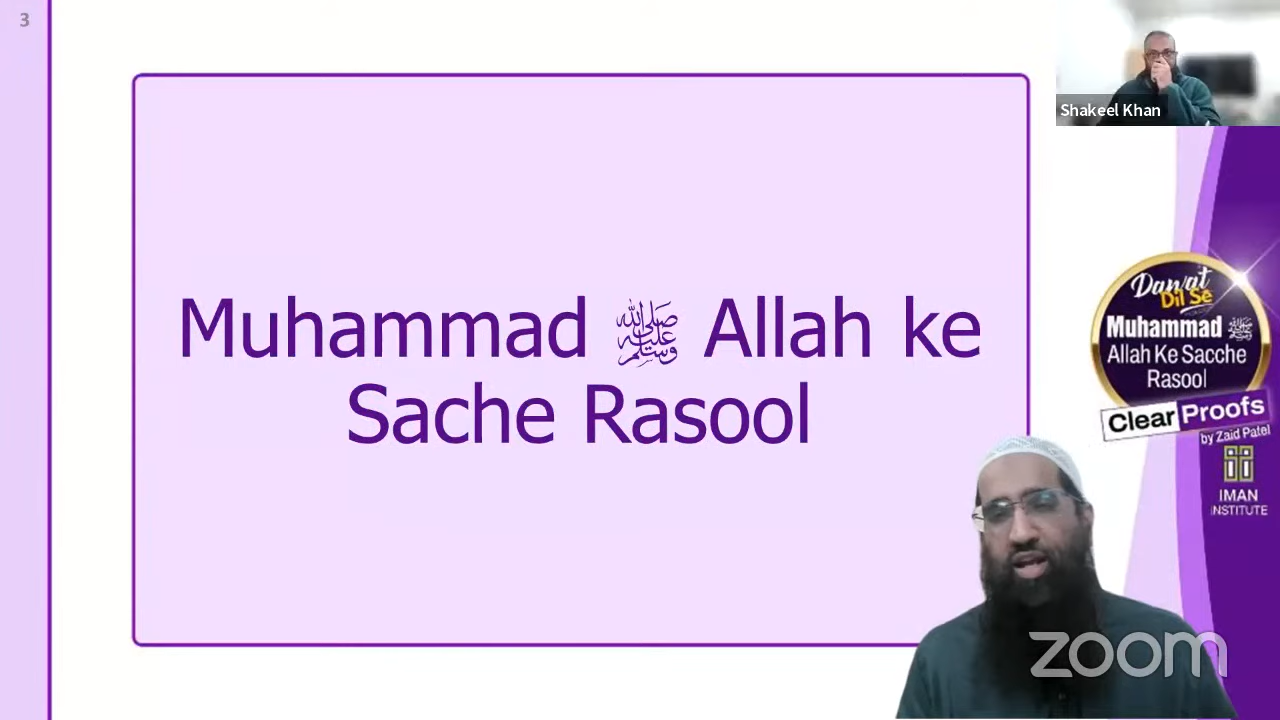 3
Muhammad ﷺ Allah ke
Sache Rasool
Shakeel Khan
Dawat
Dil Se
Muhammad ﷺ
Allah Ke Sacche
Rasool
Clear Proofs
by Zaid Patel
IMAN
INSTITUTE
zoom